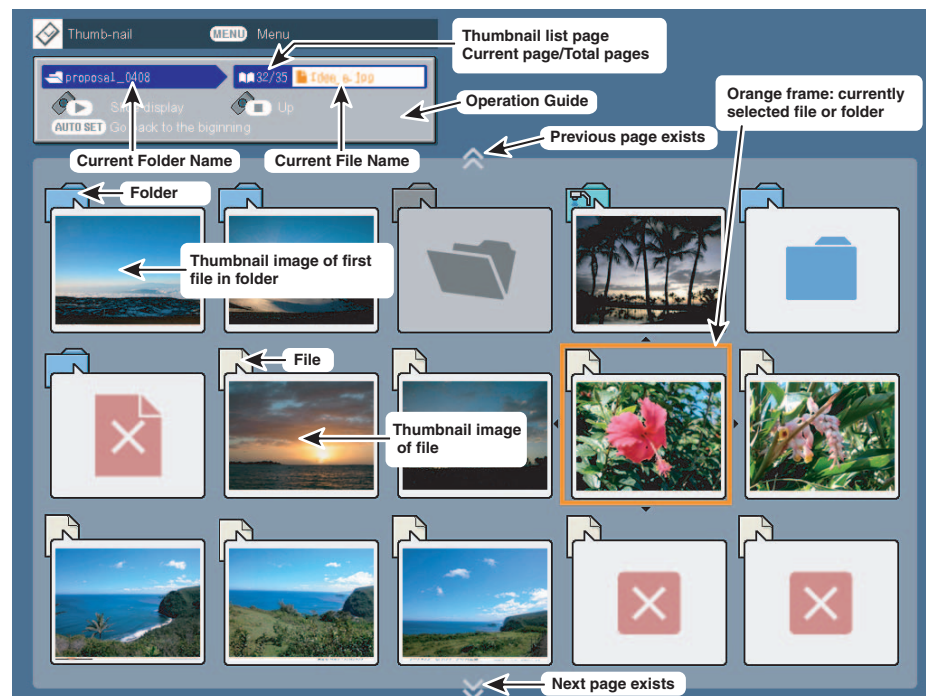 Thumb-nail
MENU Menu
Thumbnail list page
Current page/Total pages
proposal_0408
32/35
Orange frame: currently
selected file or folder
display
Up
Operation Guide
AUTO SET Go back to the biginning
Previous page exists
Current Folder Name
Current File Name
Folder
Thumbnail image of first
file in folder
File
Thumbnail image
of file
Next page exists